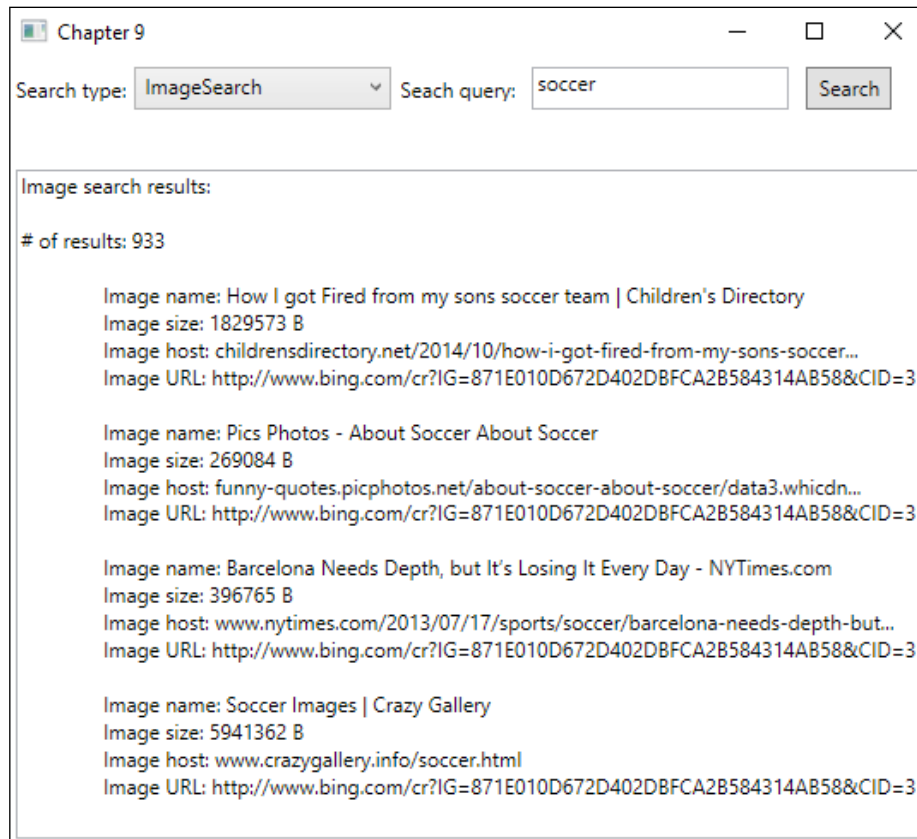 Chapter 9
Search type: ImageSearch Seach query: soccer Search
Image search results:
# of results: 933
Image name: How I got Fired from my sons soccer team | Children's Directory
Image size: 1829573 B
Image host: childrensdirectory.net/2014/10/how-i-got-fired-from-my-sons-soccer...
Image URL: http://www.bing.com/cr?IG=871E010D672D402DBFCA2B584314AB58&CID=3
Image name: Pics Photos - About Soccer About Soccer
Image size: 269084 B
Image host: funny-quotes.picphotos.net/about-soccer-about-soccer/data3.whicdn...
Image URL: http://www.bing.com/cr?IG=871E010D672D402DBFCA2B584314AB58&CID=3
Image name: Barcelona Needs Depth, but It’s Losing It Every Day - NYTimes.com
Image size: 396765 B
Image host: www.nytimes.com/2013/07/17/sports/soccer/barcelona-needs-depth-but...
Image URL: http://www.bing.com/cr?IG=871E010D672D402DBFCA2B584314AB58&CID=3
Image name: Soccer Images | Crazy Gallery
Image size: 5941362 B
Image host: www.crazygallery.info/soccer.html
Image URL: http://www.bing.com/cr?IG=871E010D672D402DBFCA2B584314AB58&CID=3